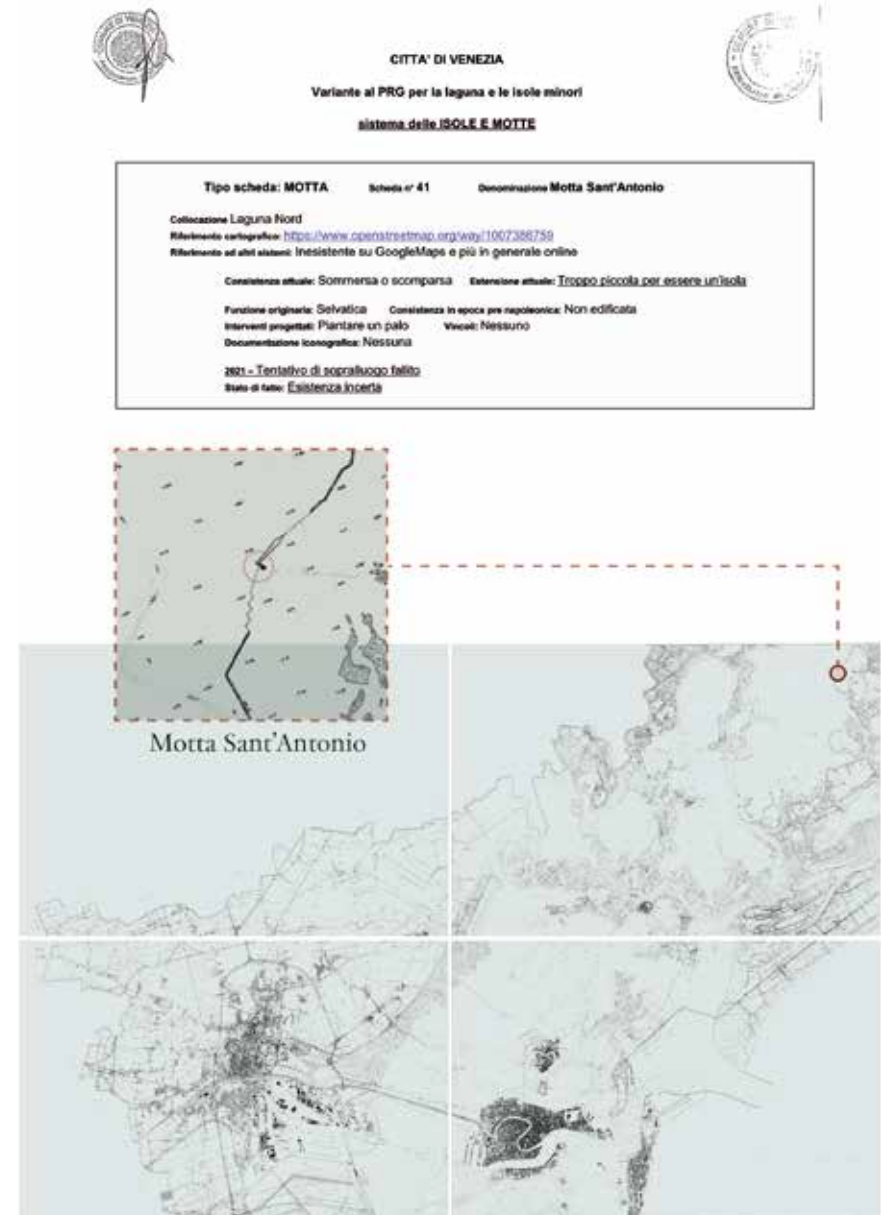 CITTA' DI VENEZIA
Variante al PRG per la laguna e le isole minori
sistema delle ISOLE E MOTTE
Tipo scheda: MOTTA Scheda n° 41 Denominazione Motta Sant'Antonio
Collocazione Laguna Nord
Riferimento cartografico: https://www.openstreetmap.org/way/1007386759
Riferimento ad altri sistemi: Inesistente su GoogleMaps e più in generale online
Consistenza attuale: Sommersa o scomparsa Estensione attuale: Troppo piccola per essere un'isola
Funzione originaria: Selvatica Consistenza in epoca pre napoleonica: Non edificata
Interventi progettati: Piantare un palo Vincoli: Nessuno
Documentazione iconografica: Nessuna
2021 – Tentativo di sopralluogo fallito
Stato di fatto: Esistenza incerta
Motta Sant'Antonio